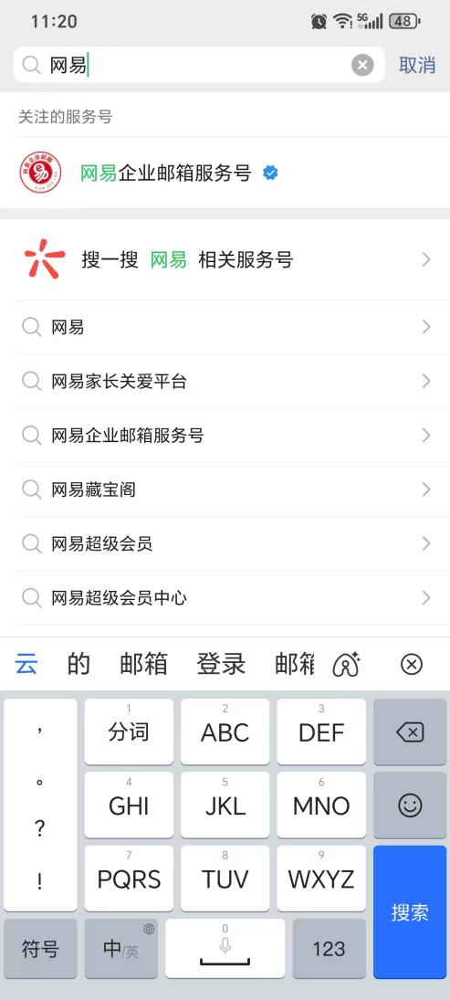 11:20 5G 48
网易 取消
关注的服务号
网易企业邮箱服务号
搜一搜 网易 相关服务号
网易
网易家长关爱平台
网易企业邮箱服务号
网易藏宝阁
网易超级会员
网易超级会员中心
云 的 邮箱 登录 邮箱
， 1 分词 2 ABC 3 DEF
。 4 GHI 5 JKL 6 MNO
？
！ 7 PQRS 8 TUV 9 WXYZ 搜索
符号 中/英 0 123